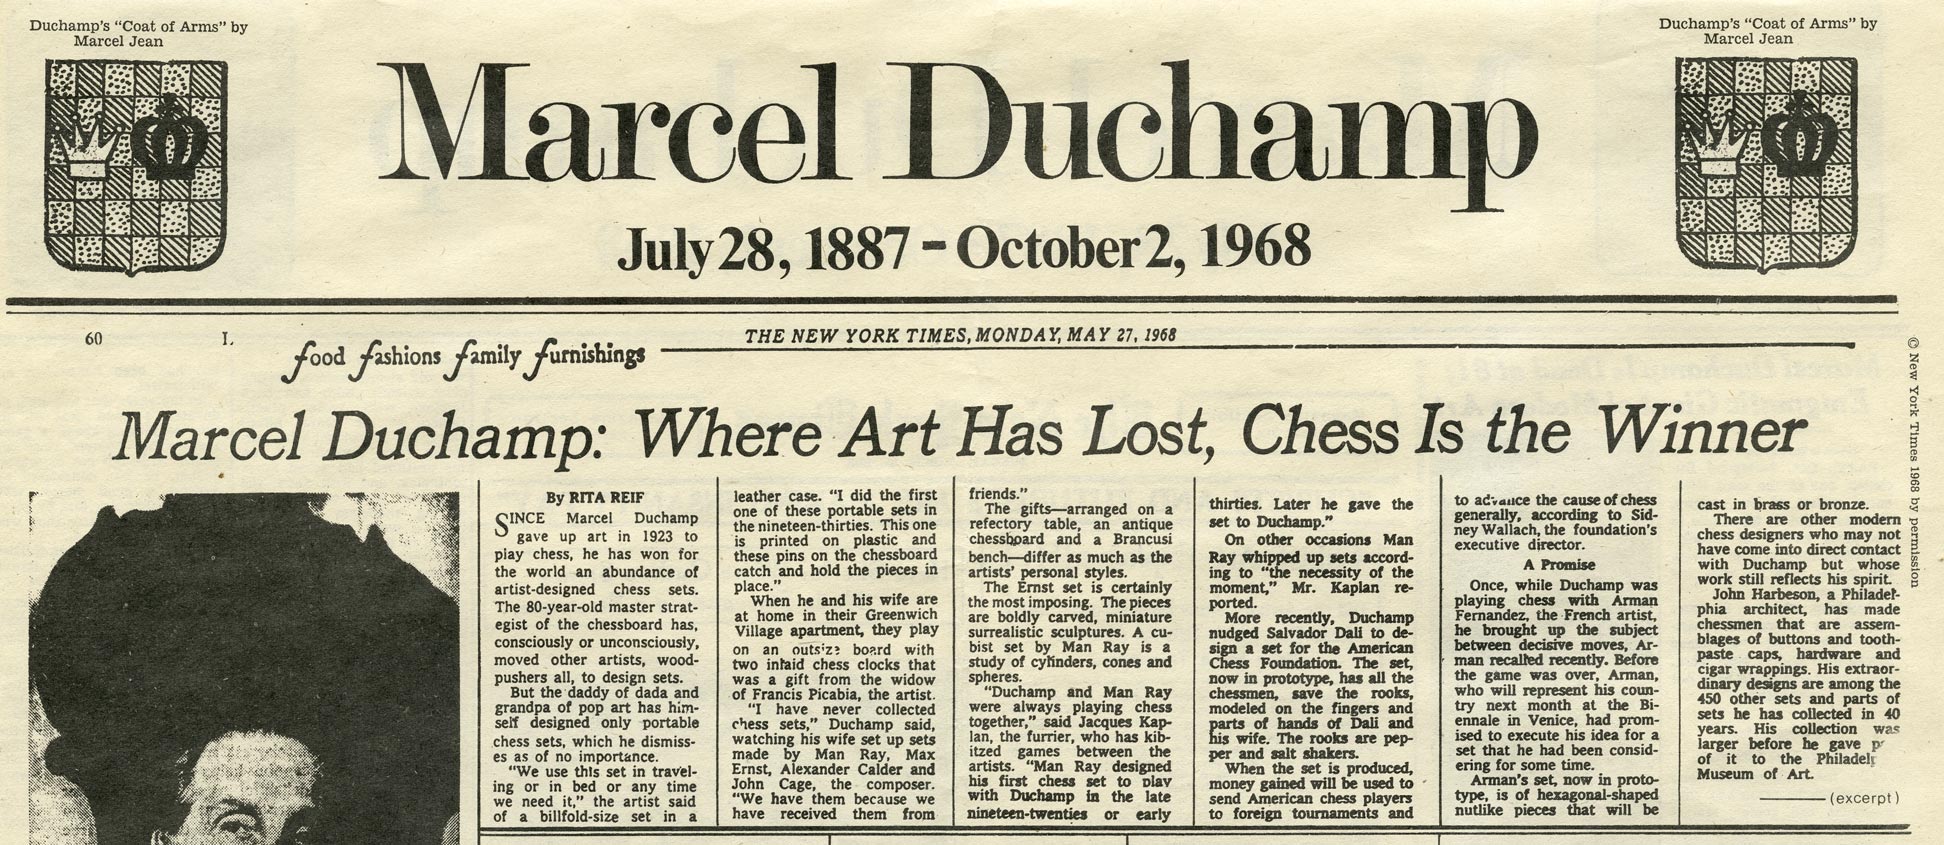 Duchamp's "Coat of Arms" by
Marcel Jean
Marcel Duchamp
July 28, 1887 - October 2, 1968
Duchamp's "Coat of Arms" by
Marcel Jean
60
L
food fashions family furnishings
THE NEW YORK TIMES, MONDAY, MAY 27, 1968
© New York Times 1968 by permission
Marcel Duchamp: Where Art Has Lost, Chess Is the Winner
By RITA REIF
SINCE Marcel Duchamp
gave up art in 1923 to
play chess, he has won for
the world an abundance of
artist-designed chess sets.
The 80-year-old master strat-
egist of the chessboard has,
consciously or unconsciously,
moved other artists, wood-
pushers all, to design sets.
But the daddy of dada and
grandpa of pop art has him-
self designed only portable
chess sets, which he dismiss-
es as of no importance.
"We use this set in travel-
ing or in bed or any time
we need it," the artist said
of a billfold-size set in a
leather case. "I did the first
one of these portable sets in
the nineteen-thirties. This one
is printed on plastic and
these pins on the chessboard
catch and hold the pieces in
place."
When he and his wife are
at home in their Greenwich
Village apartment, they play
on an outsize board with
two inlaid chess clocks that
was a gift from the widow
of Francis Picabia, the artist.
"I have never collected
chess sets," Duchamp said,
watching his wife set up sets
made by Man Ray, Max
Ernst, Alexander Calder and
John Cage, the composer.
"We have them because we
have received them from
friends."
The gifts—arranged on a
refectory table, an antique
chessboard and a Brancusi
bench—differ as much as the
artists' personal styles.
The Ernst set is certainly
the most imposing. The pieces
are boldly carved, miniature
surrealistic sculptures. A cu-
bist set by Man Ray is a
study of cylinders, cones and
spheres.
"Duchamp and Man Ray
were always playing chess
together," said Jacques Kap-
lan, the furrier, who has kib-
itzed games between the
artists. "Man Ray designed
his first chess set to play
with Duchamp in the late
nineteen-twenties or early
thirties. Later he gave the
set to Duchamp."
On other occasions Man
Ray whipped up sets accord-
ing to "the necessity of the
moment," Mr. Kaplan re-
ported.
More recently, Duchamp
nudged Salvador Dali to de-
sign a set for the American
Chess Foundation. The set,
now in prototype, has all the
chessmen, save the rooks,
modeled on the fingers and
parts of hands of Dali and
his wife. The rooks are pep-
per and salt shakers.
When the set is produced,
money gained will be used to
send American chess players
to foreign tournaments and
to advance the cause of chess
generally, according to Sid-
ney Wallach, the foundation's
executive director.
A Promise
Once, while Duchamp was
playing chess with Arman
Fernandez, the French artist,
he brought up the subject
between decisive moves, Ar-
man recalled recently. Before
the game was over, Arman,
who will represent his coun-
try next month at the Bi-
ennale in Venice, had prom-
ised to execute his idea for a
set that he had been consid-
ering for some time.
Arman's set, now in proto-
type, is of hexagonal-shaped
nutlike pieces that will be
cast in brass or bronze.
There are other modern
chess designers who may not
have come into direct contact
with Duchamp but whose
work still reflects his spirit.
John Harbeson, a Philadel-
phia architect, has made
chessmen that are assem-
blages of buttons and tooth-
paste caps, hardware and
cigar wrappings. His extraor-
dinary designs are among the
450 other sets and parts of
sets he has collected in 40
years. His collection was
larger before he gave
of it to the
Museum of Art.
(excerpt)